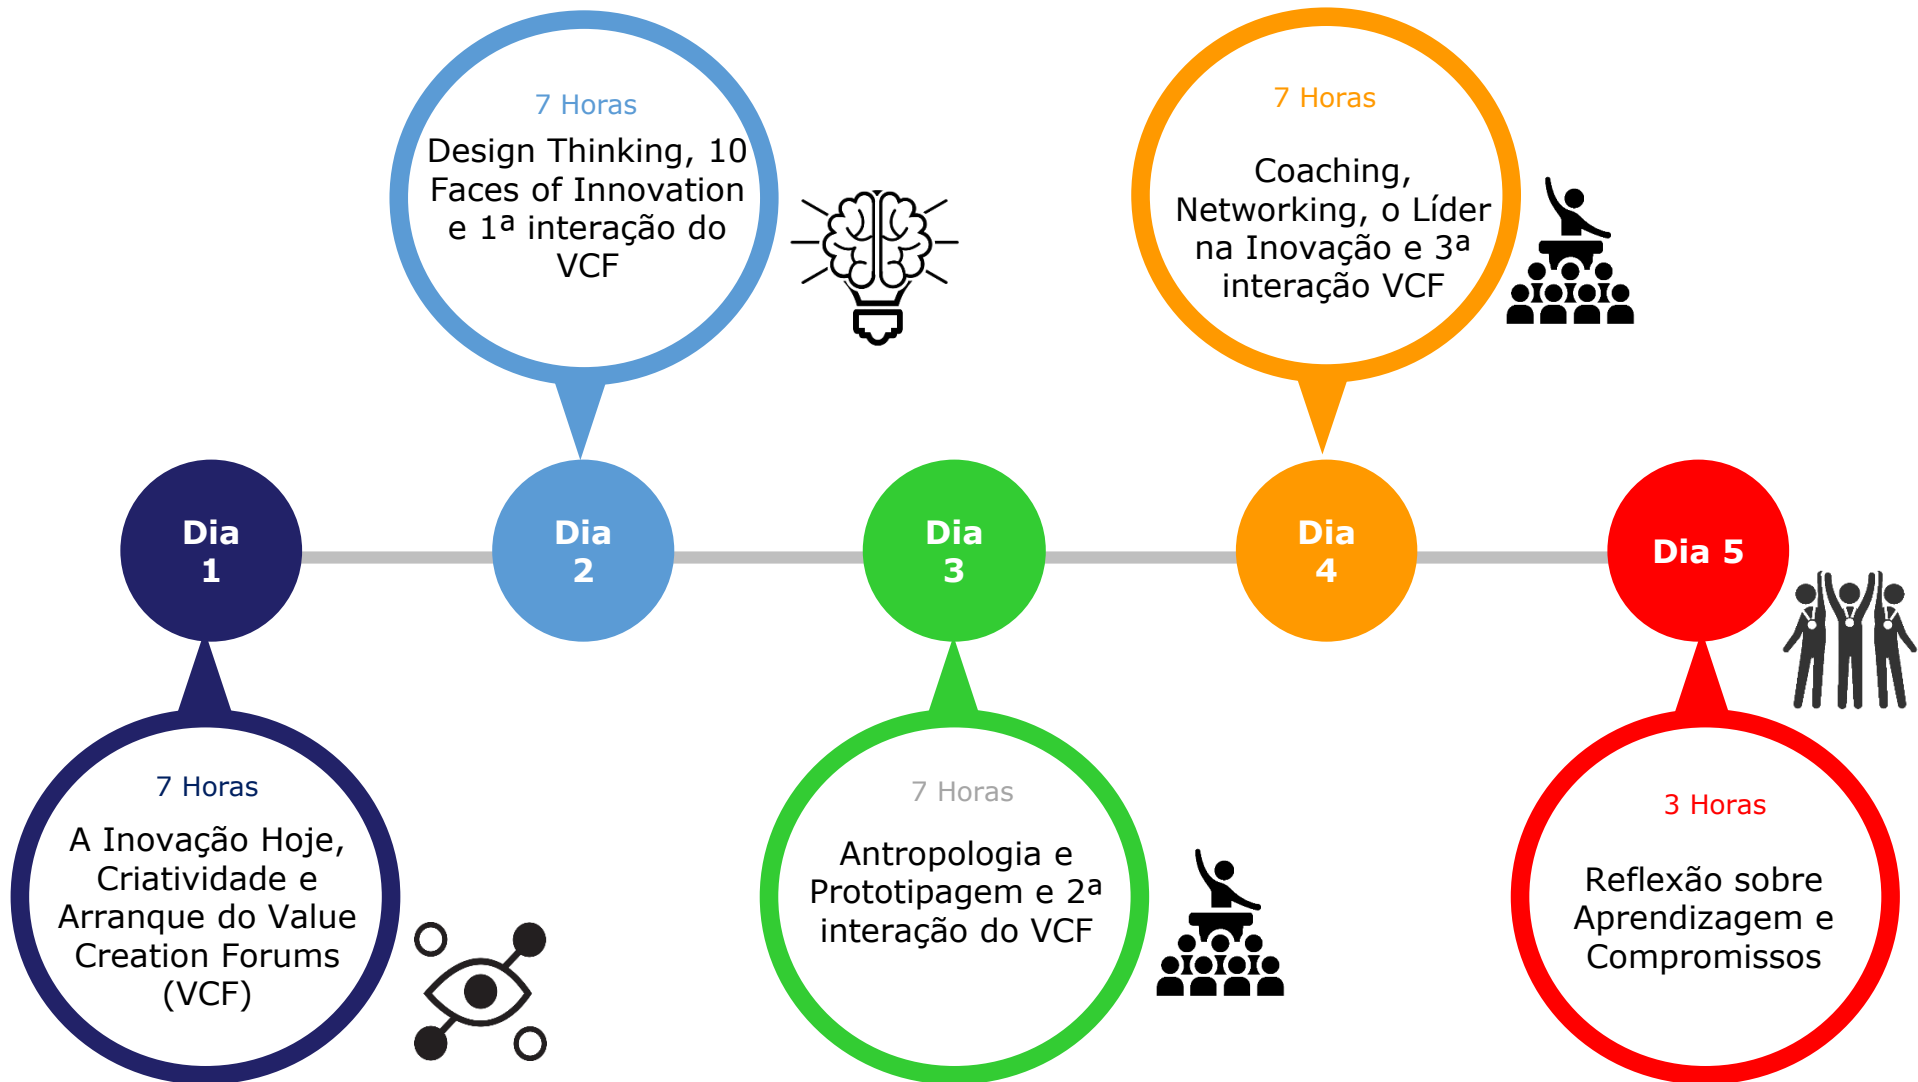 7 Horas
Design Thinking, 10
Faces of Innovation
e 1ª interação do
VCF
7 Horas
Coaching,
Networking, o Líder
na Inovação e 3ª
interação VCF
Dia
1
Dia
2
Dia
3
Dia
4
Dia 5
7 Horas
A Inovação Hoje,
Criatividade e
Arranque do Value
Creation Forums
(VCF)
7 Horas
Antropologia e
Prototipagem e 2ª
interação do VCF
3 Horas
Reflexão sobre
Aprendizagem e
Compromissos